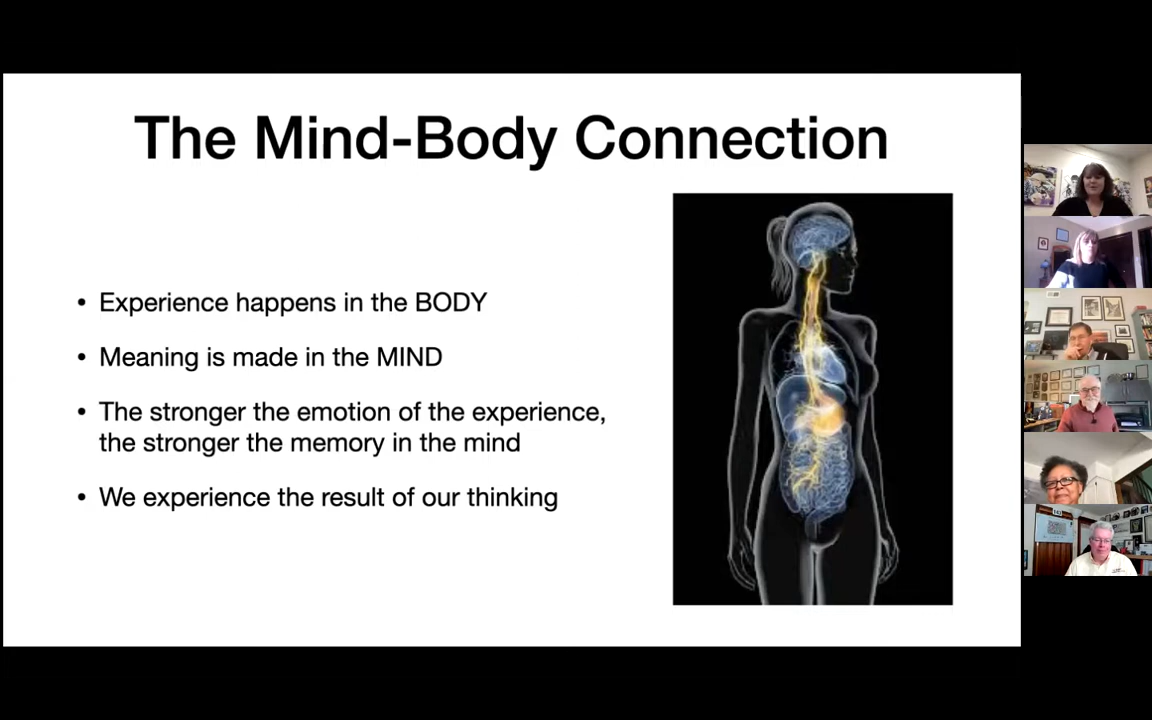 The Mind-Body Connection
• Experience happens in the BODY
• Meaning is made in the MIND
• The stronger the emotion of the experience,
the stronger the memory in the mind
• We experience the result of our thinking